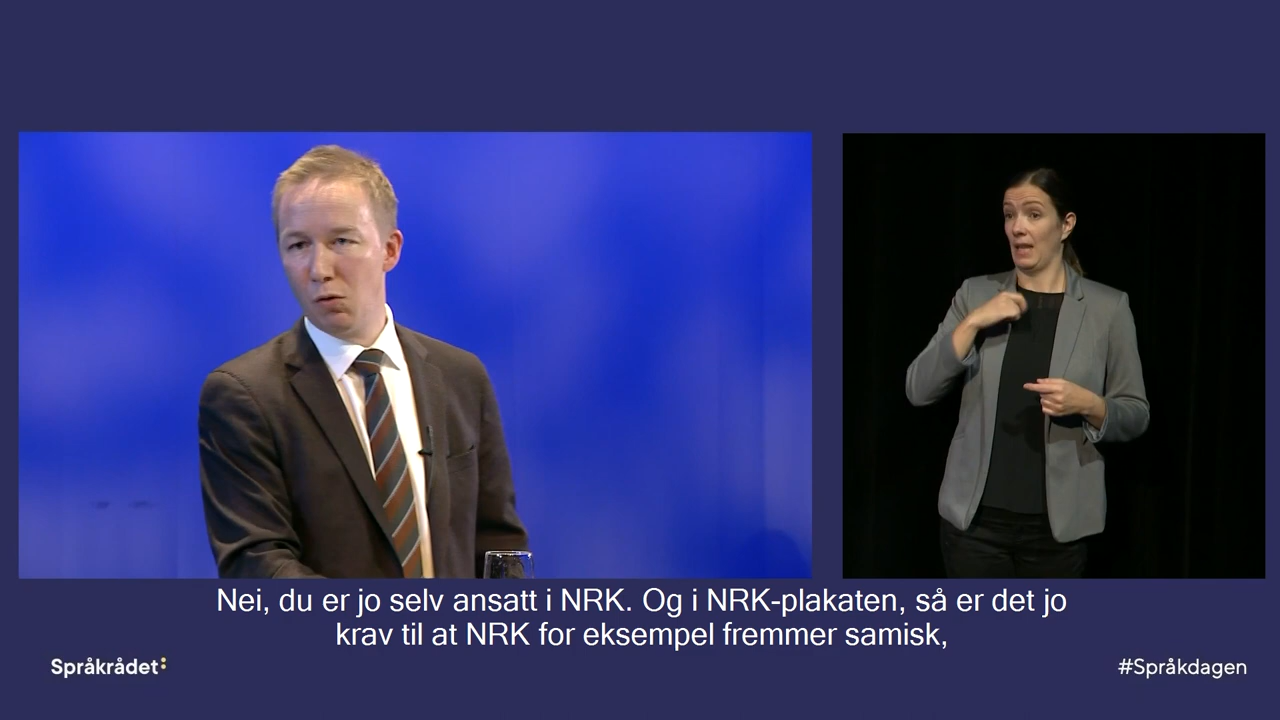 Nei, du er jo selv ansatt i NRK. Og i NRK-plakaten, så er det jo
krav til at NRK for eksempel fremmer samisk,
Språkrådet:
#Språkdagen